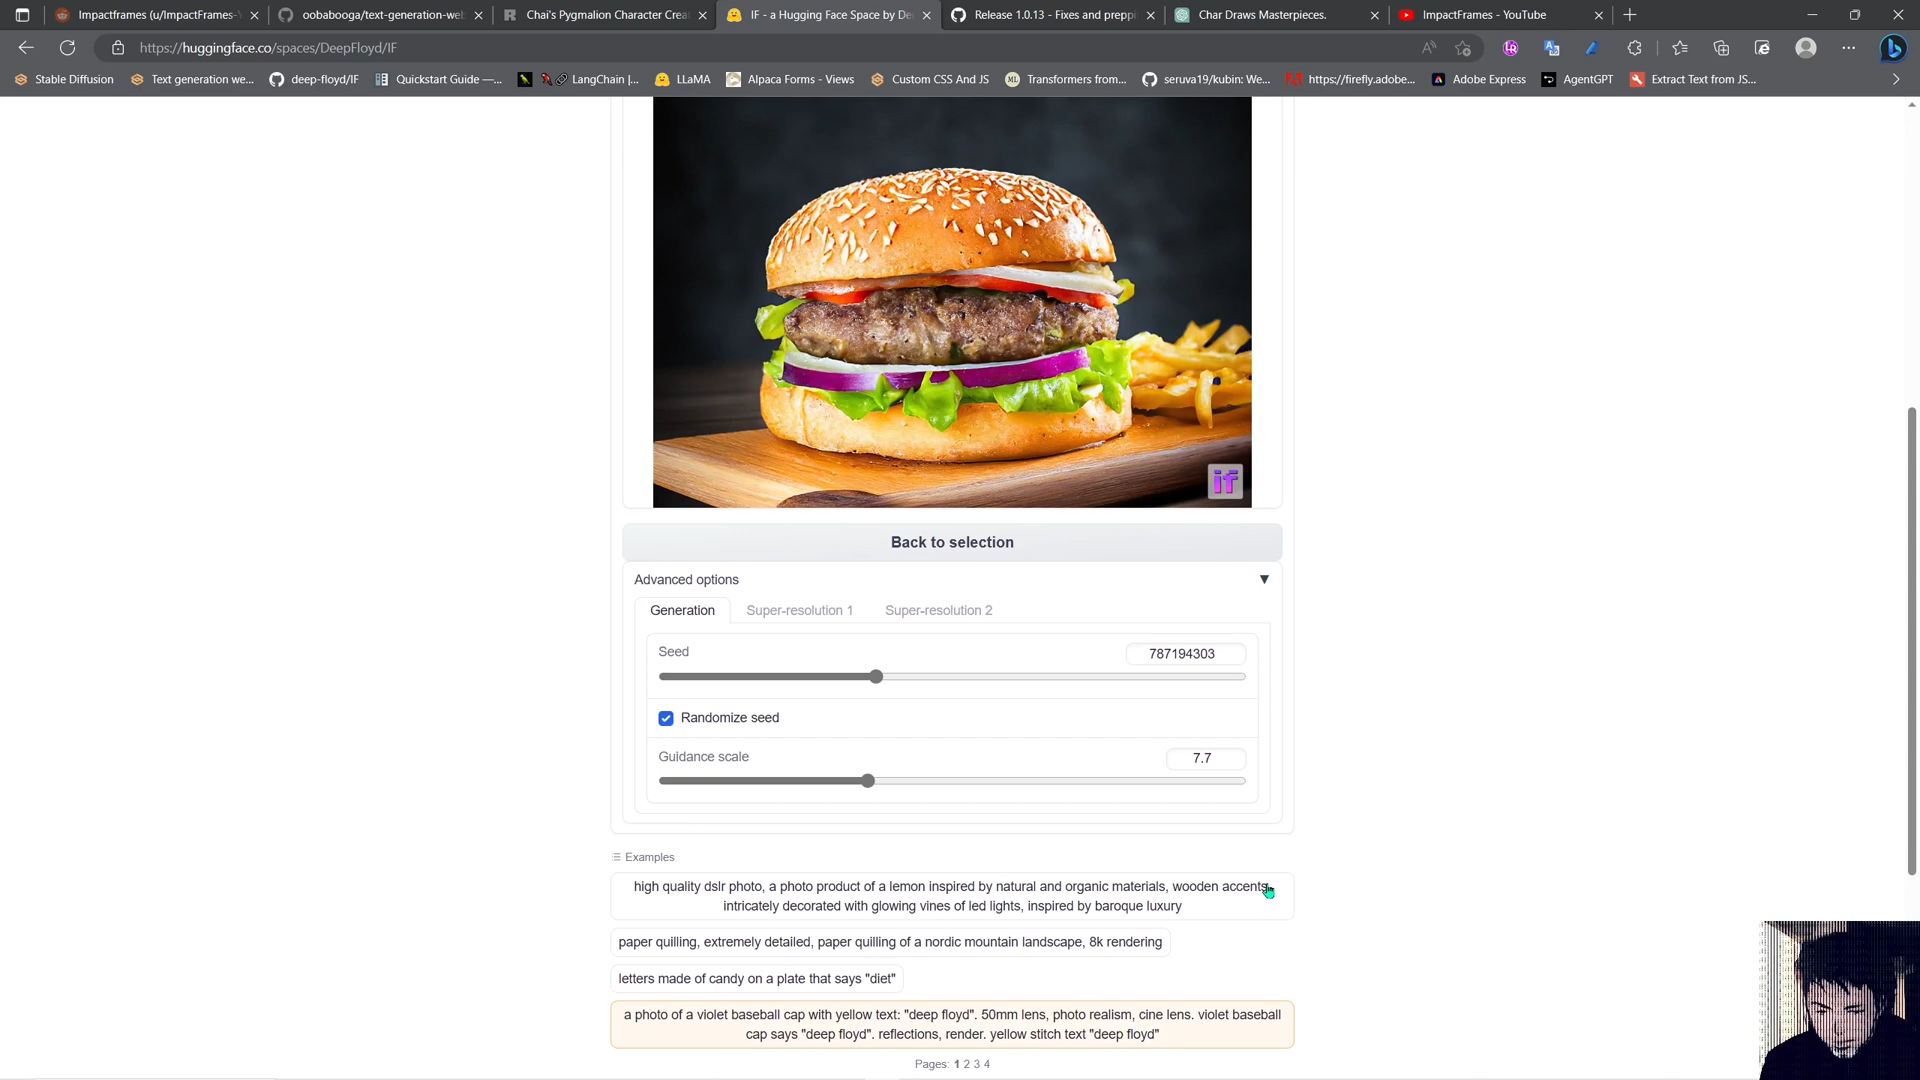 Impactframes (u/ImpactFrames-Y
oobabooga/text-generation-web
Chai's Pygmalion Character Crea
IF - a Hugging Face Space by De
Release 1.0.13 - Fixes and preppi
Char Draws Masterpieces.
ImpactFrames - YouTube
https://huggingface.co/spaces/DeepFloyd/IF
Stable Diffusion
Text generation we...
deep-floyd/IF
Quickstart Guide —...
LangChain |...
LLaMA
Alpaca Forms - Views
Custom CSS And JS
Transformers from...
seruva19/kubin: We...
https://firefly.adobe...
Adobe Express
AgentGPT
Extract Text from JS...
if
Back to selection
Advanced options
Generation
Super-resolution 1
Super-resolution 2
Seed
787194303
Randomize seed
Guidance scale
7.7
Examples
high quality dslr photo, a photo product of a lemon inspired by natural and organic materials, wooden accents,
intricately decorated with glowing vines of led lights, inspired by baroque luxury
paper quilling, extremely detailed, paper quilling of a nordic mountain landscape, 8k rendering
letters made of candy on a plate that says "diet"
a photo of a violet baseball cap with yellow text: "deep floyd". 50mm lens, photo realism, cine lens. violet baseball
cap says "deep floyd". reflections, render. yellow stitch text "deep floyd"
Pages: 1 2 3 4